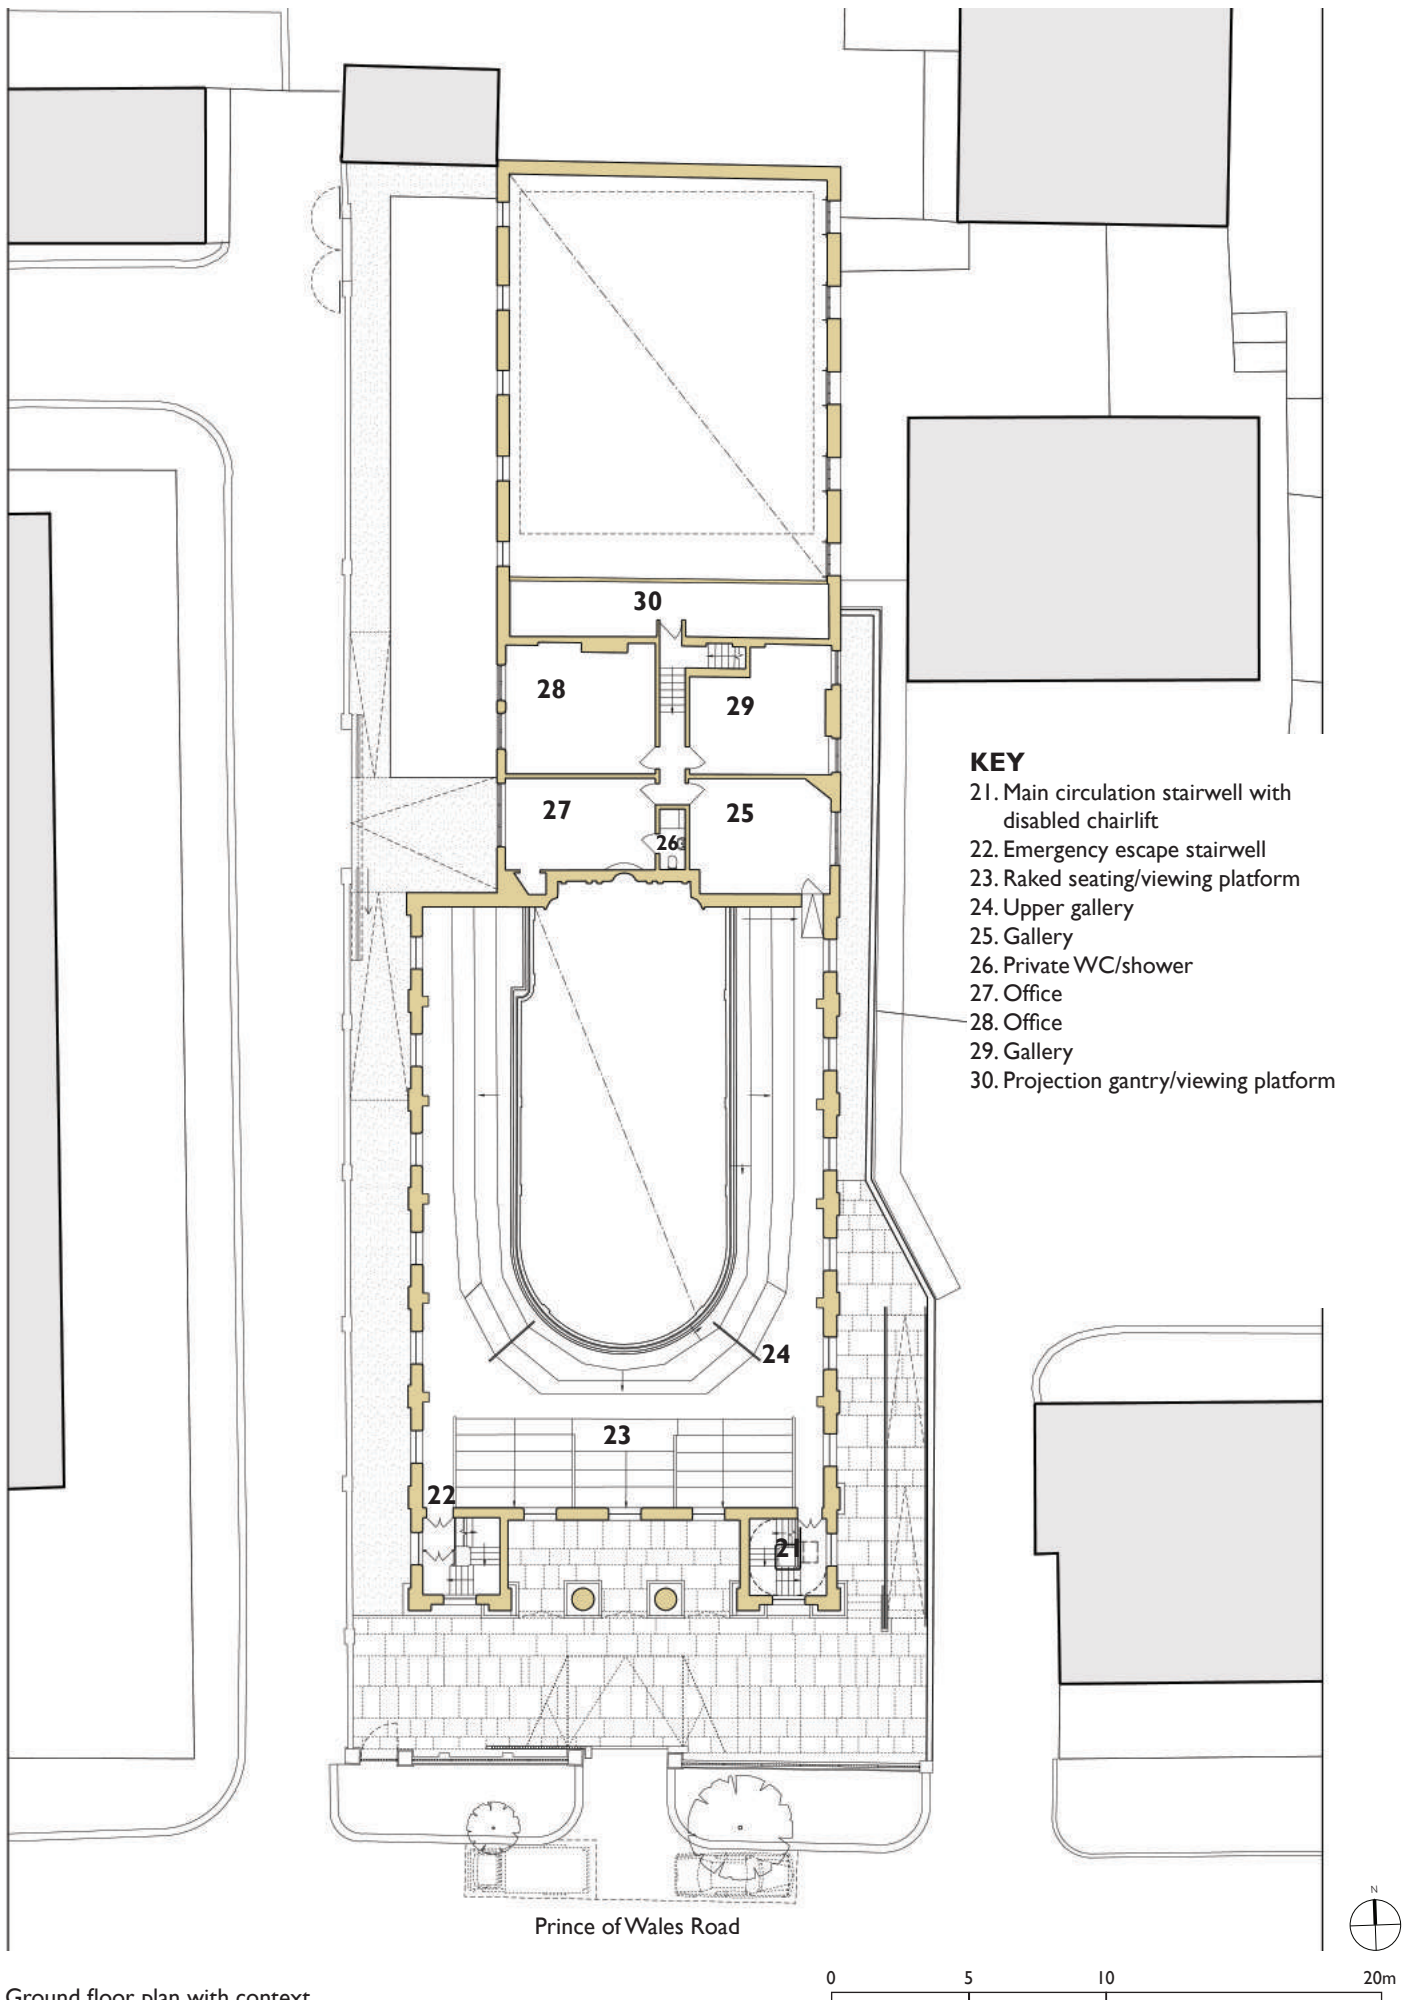 30
28
29
27
25
26
KEY
21. Main circulation stairwell with
disabled chairlift
22. Emergency escape stairwell
23. Raked seating/viewing platform
24. Upper gallery
25. Gallery
26. Private WC/shower
27. Office
28. Office
29. Gallery
30. Projection gantry/viewing platform
24
23
22
21
Prince of Wales Road
N
0 5 10 20m
Ground floor plan with context